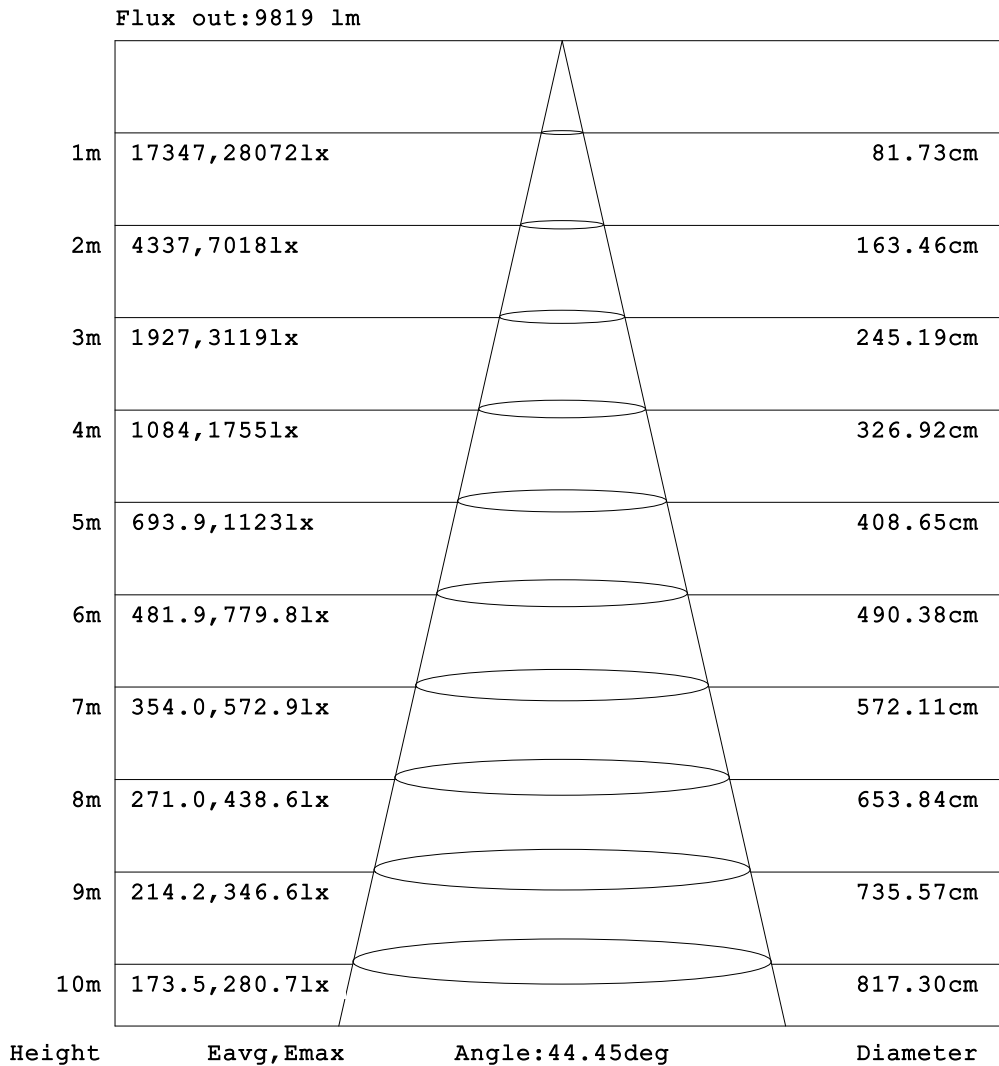 Flux out:9819 lm
1m 17347,28072lx 81.73cm
2m 4337,7018lx 163.46cm
3m 1927,3119lx 245.19cm
4m 1084,1755lx 326.92cm
5m 693.9,1123lx 408.65cm
6m 481.9,779.8lx 490.38cm
7m 354.0,572.9lx 572.11cm
8m 271.0,438.6lx 653.84cm
9m 214.2,346.6lx 735.57cm
10m 173.5,280.7lx 817.30cm
Height Eavg,Emax Angle:44.45deg Diameter